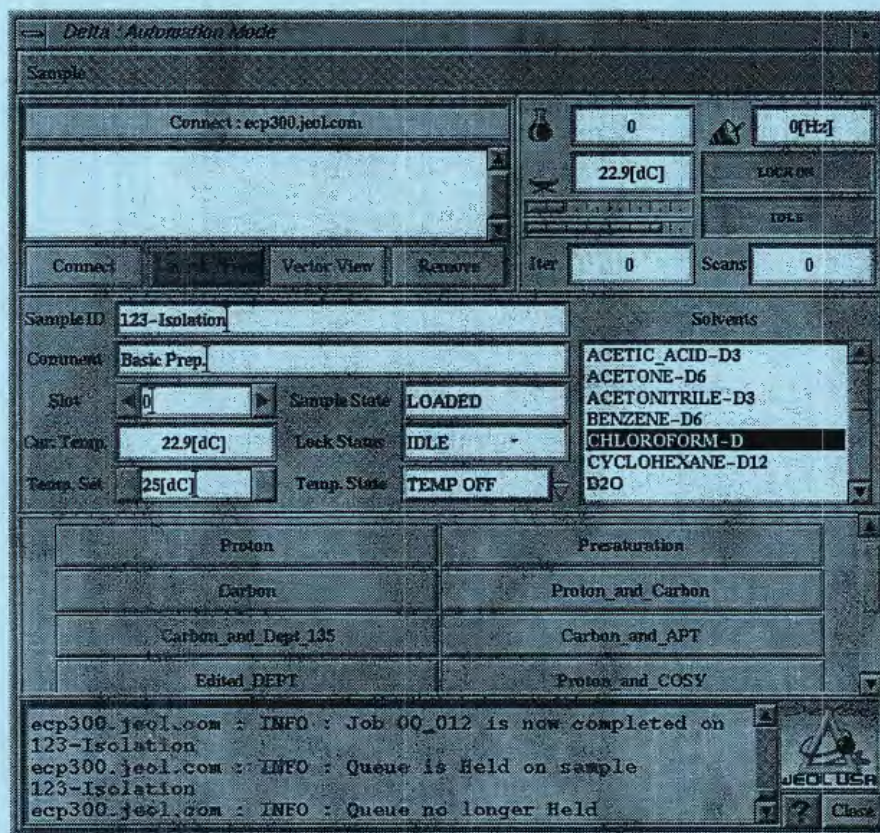 Delta : Automation Mode
Sample
Connect : ecp300.jeol.com
0
0[Hz]
22.9[dC]
LOCK ON
IDLE
Connect
Vector View
Remove
Iter
0
Scans
0
Sample ID
123-Isolation
Solvents
Comment
Basic Prep.
ACETIC_ACID-D3
ACETONE-D6
ACETONITRILE-D3
BENZENE-D6
CHLOROFORM-D
CYCLOHEXANE-D12
D2O
Slot
0
Sample State
LOADED
Cur. Temp.
22.9[dC]
Lock Status
IDLE
Temp. Set
25[dC]
Temp. State
TEMP OFF
Proton
Presaturation
Carbon
Proton_and_Carbon
Carbon_and_Dept_135
Carbon_and_APT
Edited_DEPT
Proton_and_COSY
ecp300.jeol.com : INFO : Job 00_012 is now completed on
123-Isolation
ecp300.jeol.com : INFO : Queue is Held on sample
123-Isolation
ecp300.jeol.com : INFO : Queue no longer Held
JEOL USA
?
Close